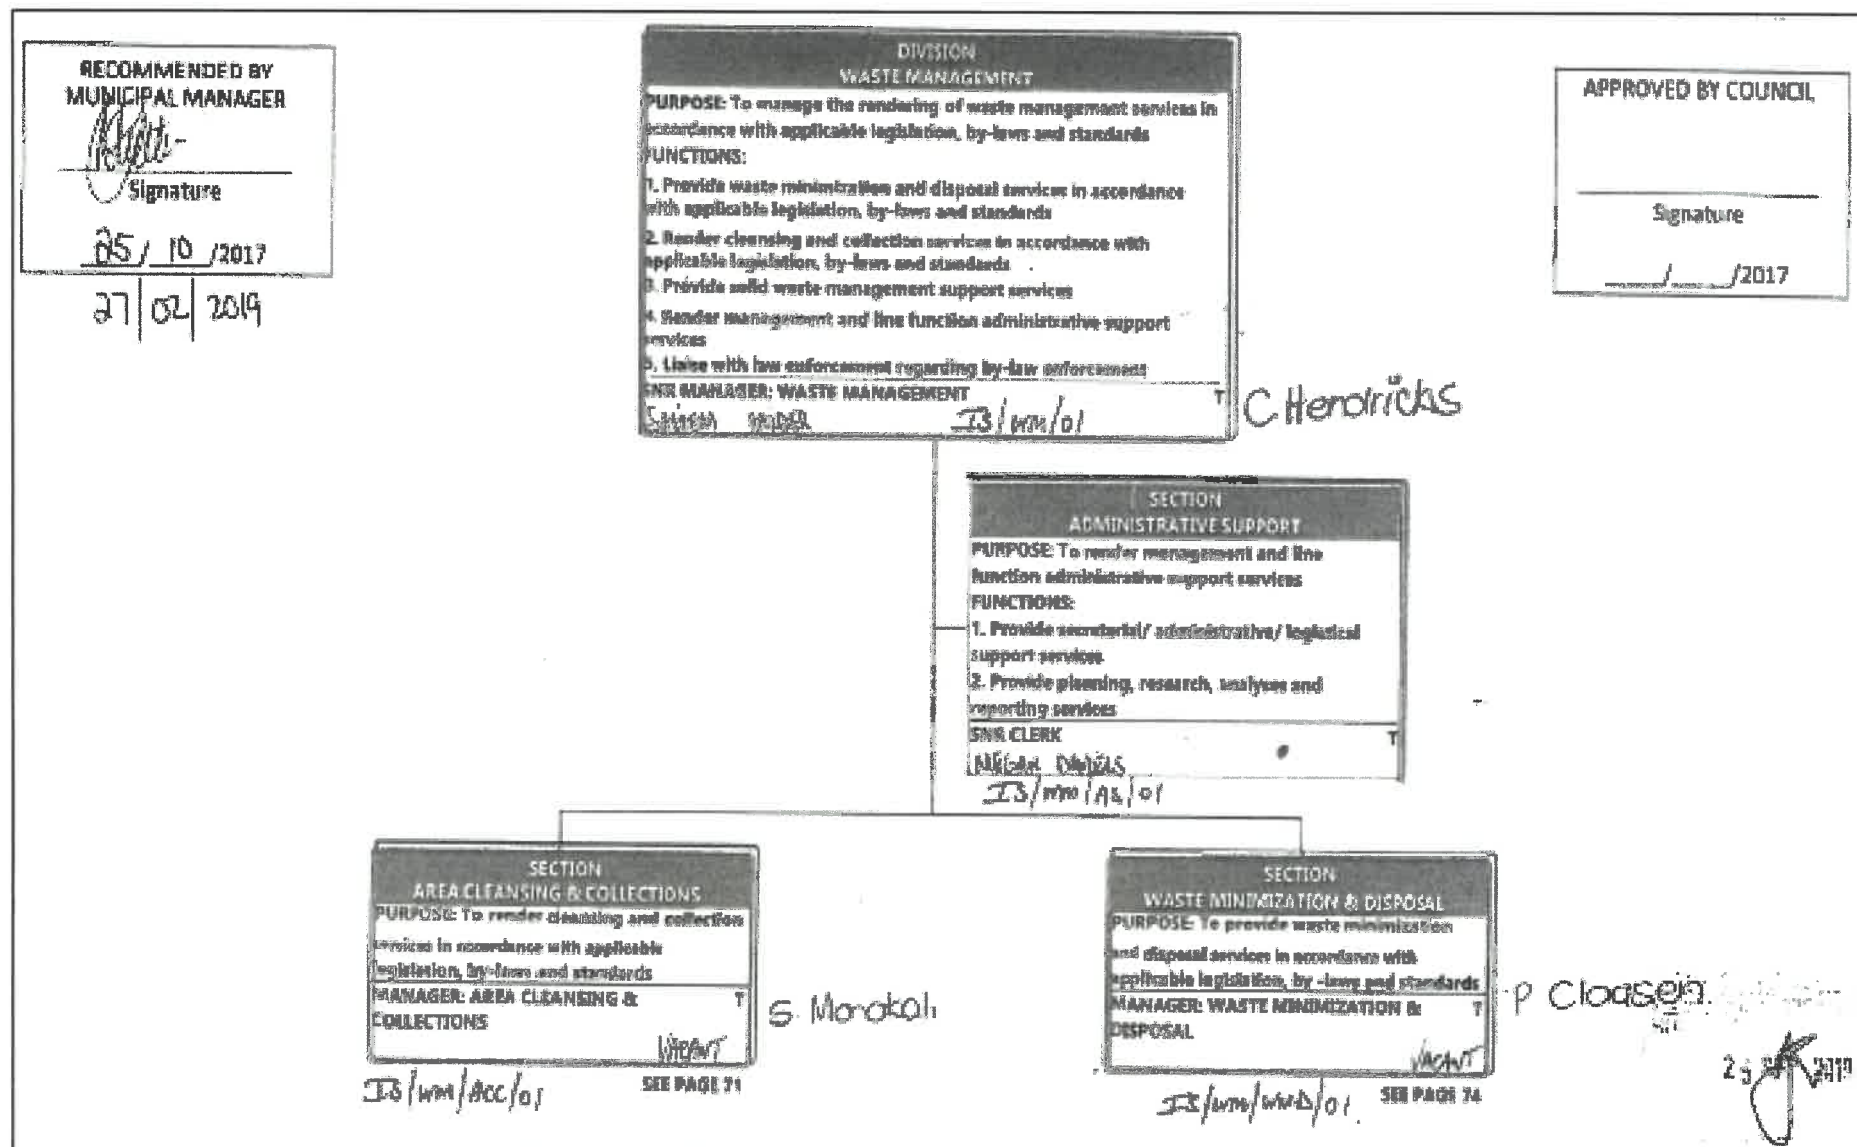 RECOMMENDED BY
MUNICIPAL MANAGER
Signature
25/ 10 /2017
27|02|2019
DIVISION
WASTE MANAGEMENT
PURPOSE: To manage the rendering of waste management services in
accordance with applicable legislation, by-laws and standards
FUNCTIONS:
1. Provide waste minimization and disposal services in accordance
with applicable legislation, by-laws and standards
2. Render cleansing and collection services in accordance with
applicable legislation, by-laws and standards
3. Provide solid waste management support services
4. Render management and line function administrative support
services
5. Liaise with law enforcement regarding by-law enforcement
SNR MANAGER: WASTE MANAGEMENT T
IS/WM/01
C Hendricks
APPROVED BY COUNCIL
Signature
____/____/2017
SECTION
ADMINISTRATIVE SUPPORT
PURPOSE: To render management and line
function administrative support services
FUNCTIONS:
1. Provide secretarial/ administrative/ logistical
support services
2. Provide planning, research, analyses and
reporting services
SNR CLERK T
IS/WM/AS/01
SECTION
AREA CLEANSING & COLLECTIONS
PURPOSE: To render cleansing and collection
services in accordance with applicable
legislation, by-laws and standards
MANAGER: AREA CLEANSING & T
COLLECTIONS
VACANT
S. Morokoli
IS/WM/ACC/01
SEE PAGE 71
SECTION
WASTE MINIMIZATION & DISPOSAL
PURPOSE: To provide waste minimization
and disposal services in accordance with
applicable legislation, by -laws and standards
MANAGER: WASTE MINIMIZATION & T
DISPOSAL
VACANT
P Cloasen
IS/WM/WMD/01
SEE PAGE 74